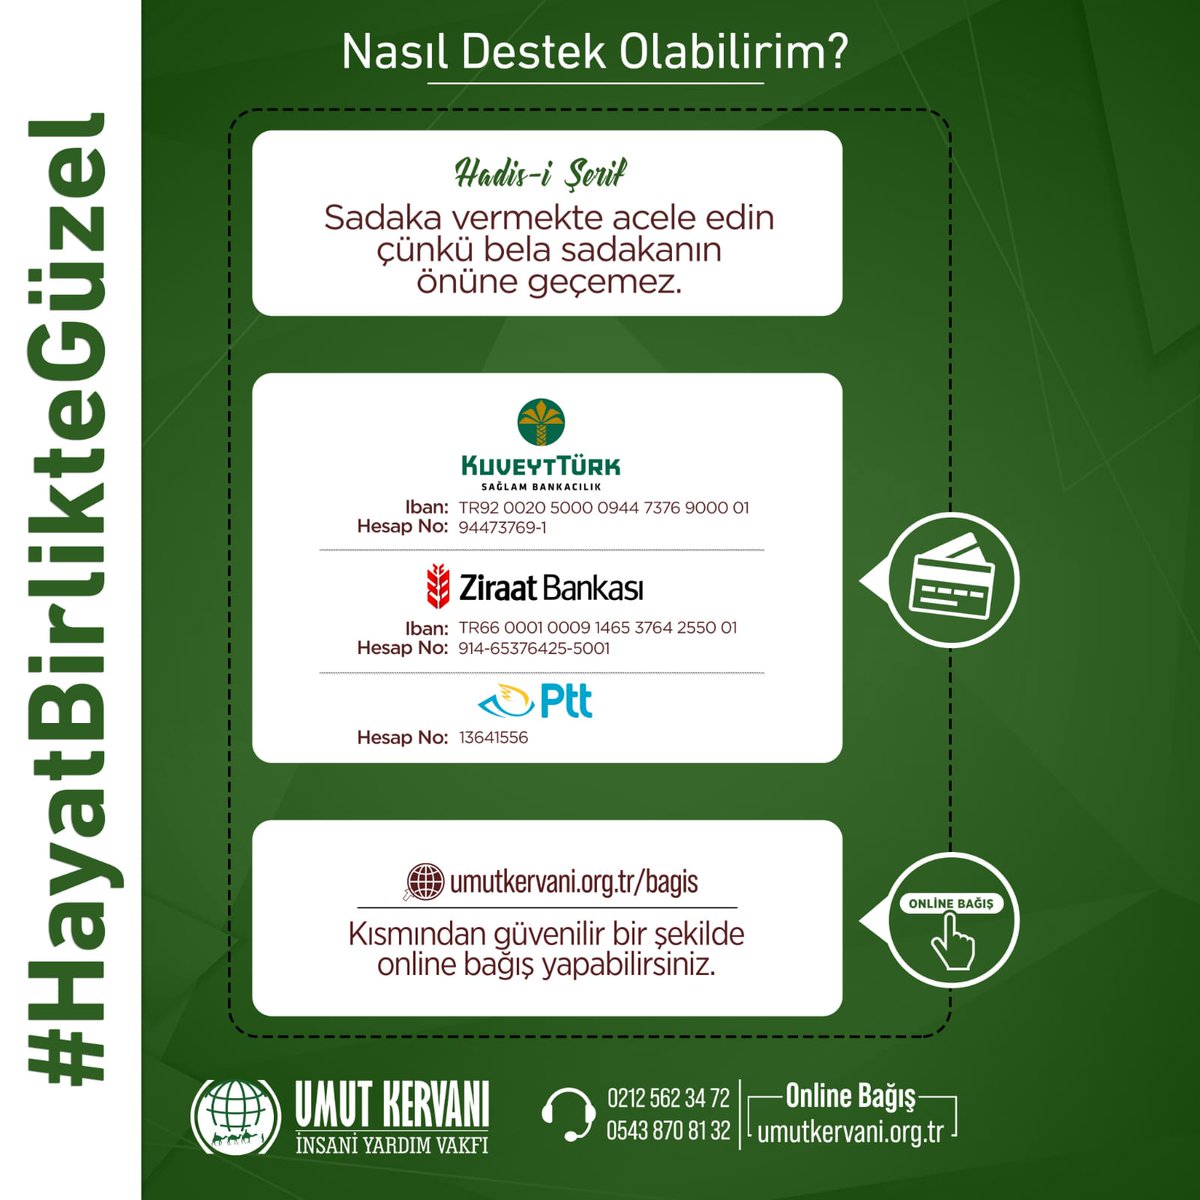 #HayatBirlikteGüzel
Nasıl Destek Olabilirim?
Hadis-i Şerif
Sadaka vermekte acele edin
çünkü bela sadakanın
önüne geçemez.
KUVEYTTÜRK
SAĞLAM BANKACILIK
Iban: TR92 0020 5000 0944 7376 9000 01
Hesap No: 94473769-1
Ziraat Bankası
Iban: TR66 0001 0009 1465 3764 2550 01
Hesap No: 914-65376425-5001
Ptt
Hesap No: 13641556
umutkervani.org.tr/bagis
Kısmından güvenilir bir şekilde
online bağış yapabilirsiniz.
ONLİNE BAĞIŞ
UMUT KERVANI
İNSANİ YARDIM VAKFI
0212 562 34 72
0543 870 81 32
Online Bağış
umutkervani.org.tr